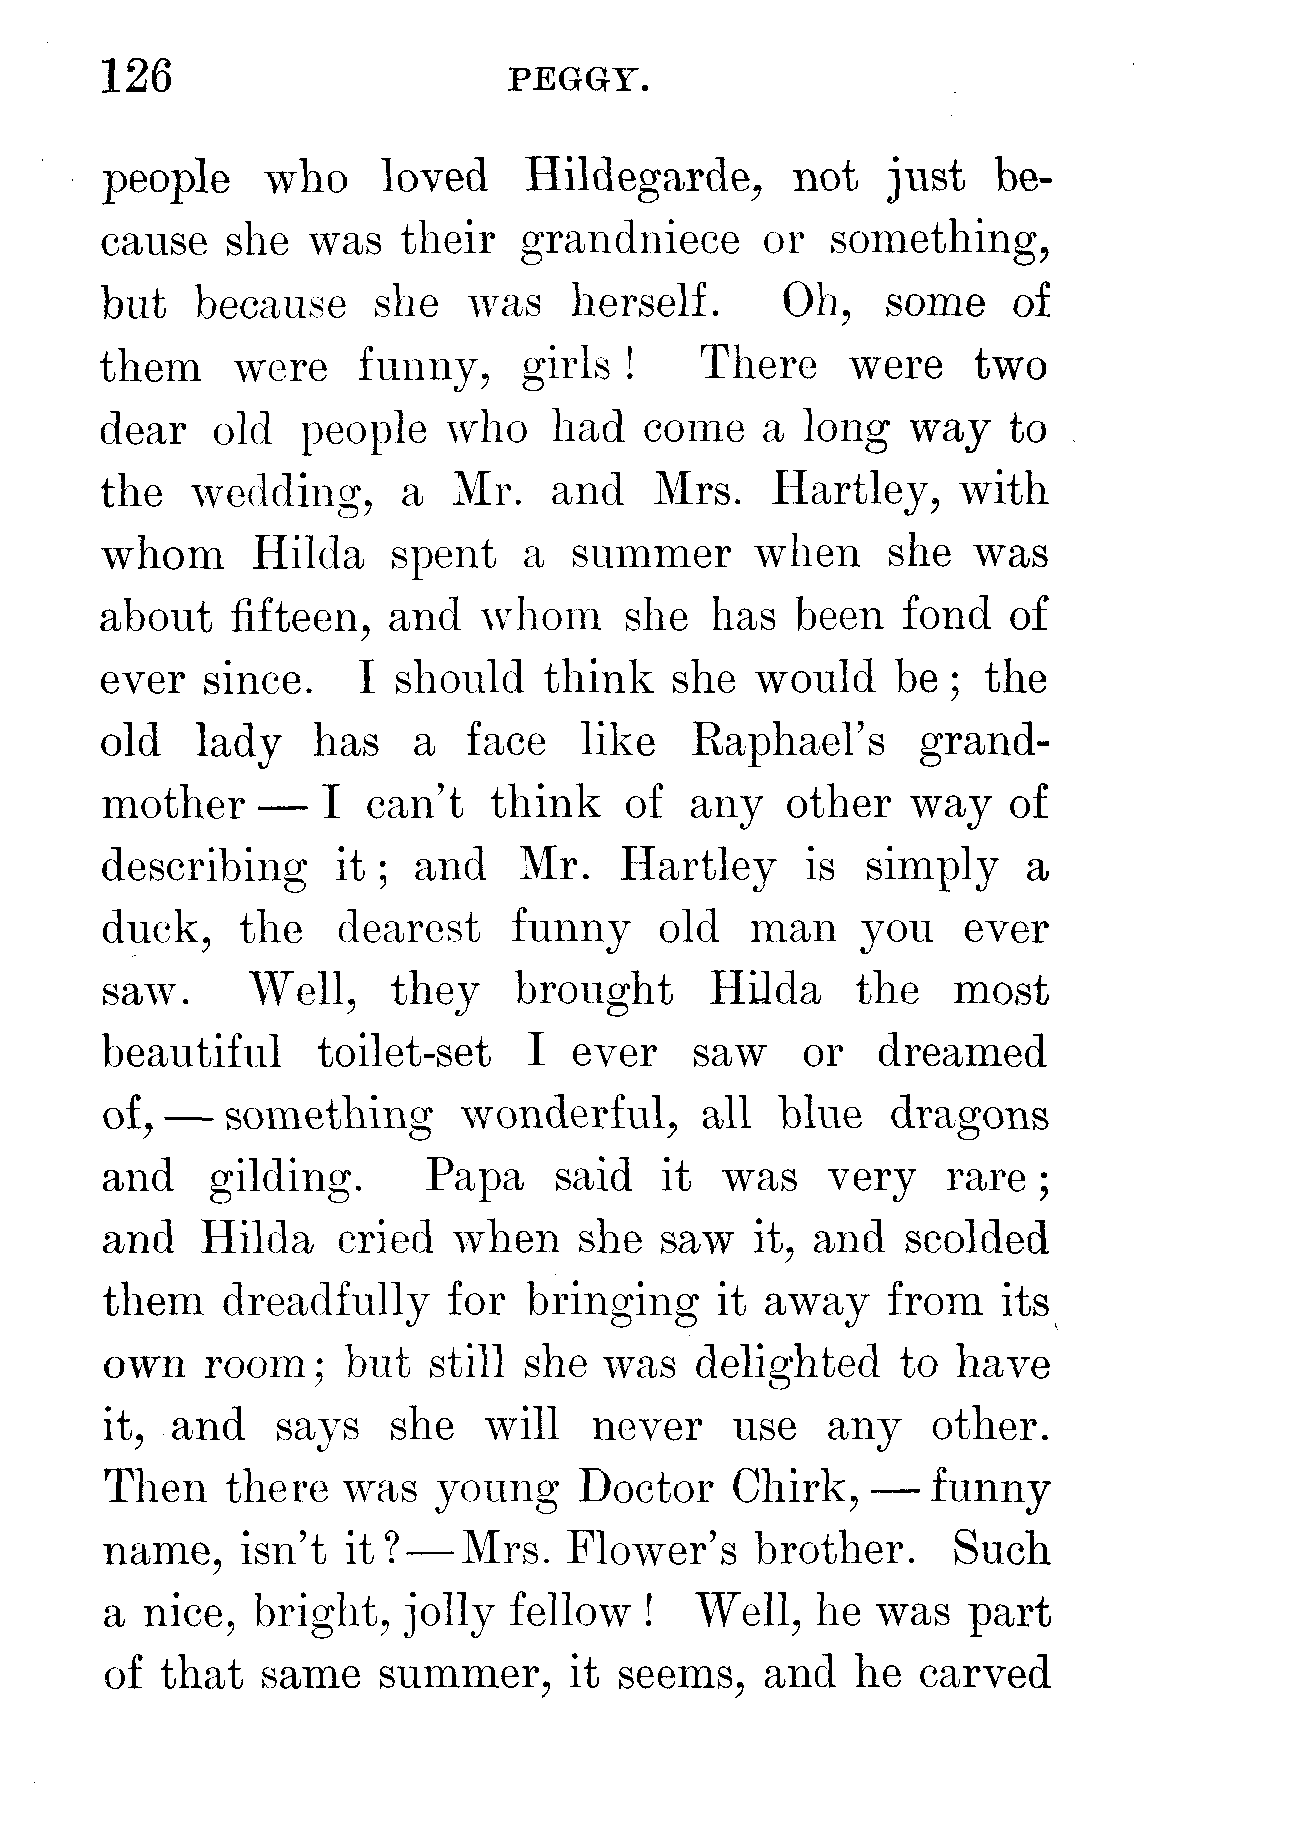 126 PEGGY.
people who loved Hildegarde, not just be-
cause she was their grandniece or something,
but because she was herself. Oh, some of
them were funny, girls! There were two
dear old people who had come a long way to
the wedding, a Mr. and Mrs. Hartley, with
whom Hilda spent a summer when she was
about fifteen, and whom she has been fond of
ever since. I should think she would be; the
old lady has a face like Raphael's grand-
mother — I can't think of any other way of
describing it; and Mr. Hartley is simply a
duck, the dearest funny old man you ever
saw. Well, they brought Hilda the most
beautiful toilet-set I ever saw or dreamed
of, — something wonderful, all blue dragons
and gilding. Papa said it was very rare;
and Hilda cried when she saw it, and scolded
them dreadfully for bringing it away from its
own room; but still she was delighted to have
it, and says she will never use any other.
Then there was young Doctor Chirk, — funny
name, isn't it? — Mrs. Flower's brother. Such
a nice, bright, jolly fellow! Well, he was part
of that same summer, it seems, and he carved